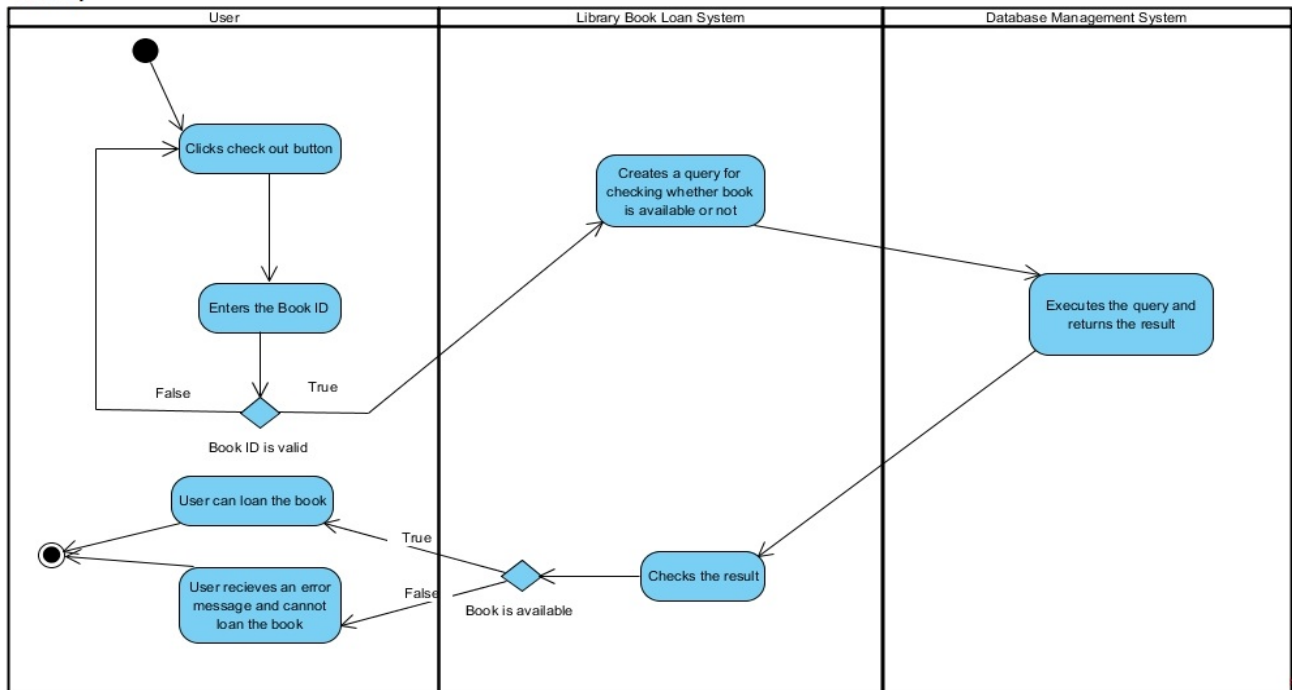 User
Library Book Loan System
Database Management System
Clicks check out button
Creates a query for
checking whether book
is available or not
Enters the Book ID
Executes the query and
returns the result
False
True
Book ID is valid
User can loan the book
True
Checks the result
User recieves an error
message and cannot
loan the book
False
Book is available